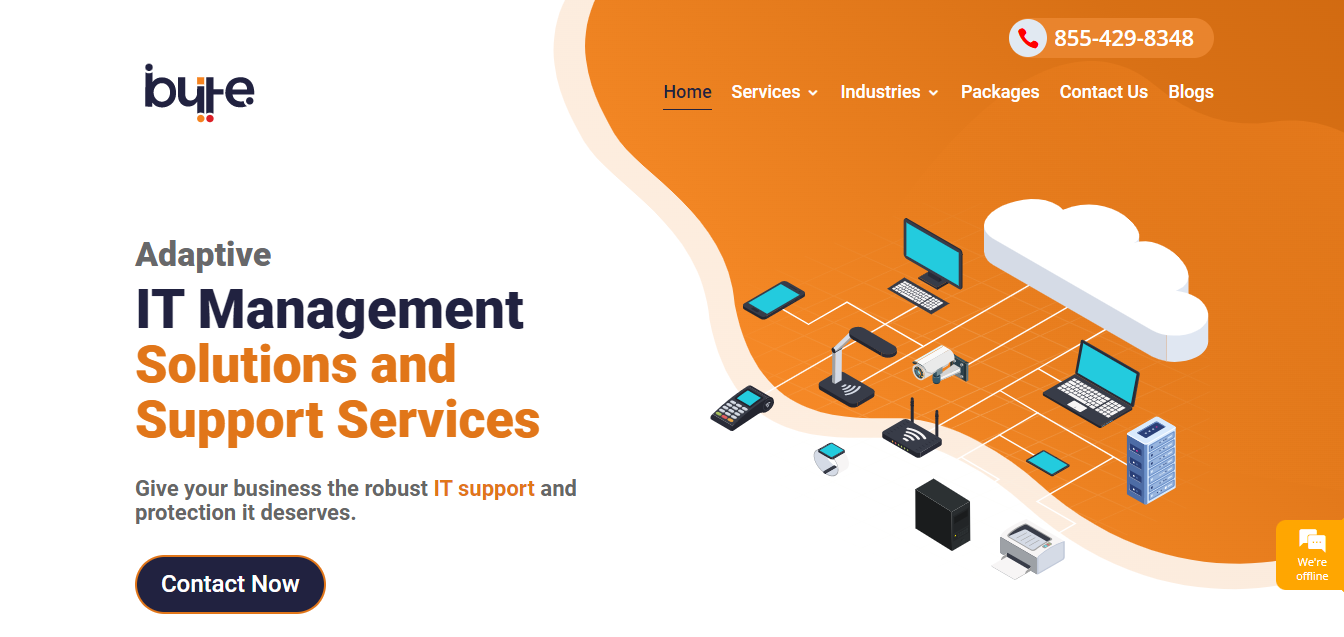 855-429-8348
ibyte
Home Services Industries Packages Contact Us Blogs
Adaptive
IT Management
Solutions and
Support Services
Give your business the robust IT support and
protection it deserves.
Contact Now
We're
offline